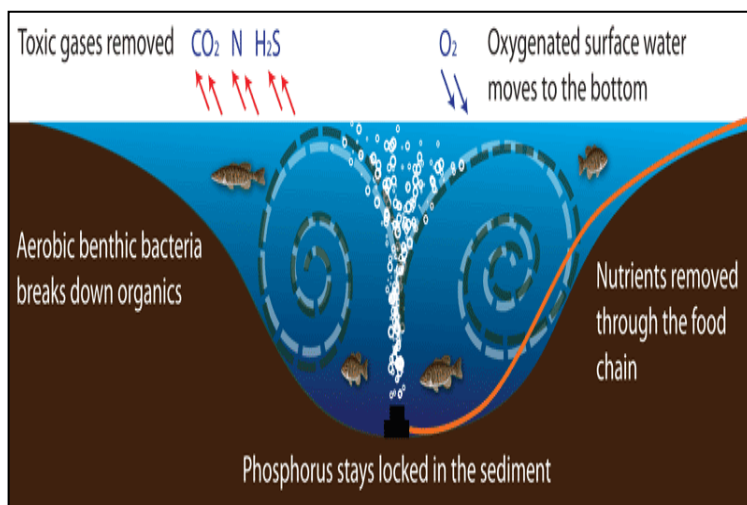 Toxic gases removed
CO₂ N H₂S
O₂
Oxygenated surface water
moves to the bottom
Aerobic benthic bacteria
breaks down organics
Nutrients removed
through the food
chain
Phosphorus stays locked in the sediment